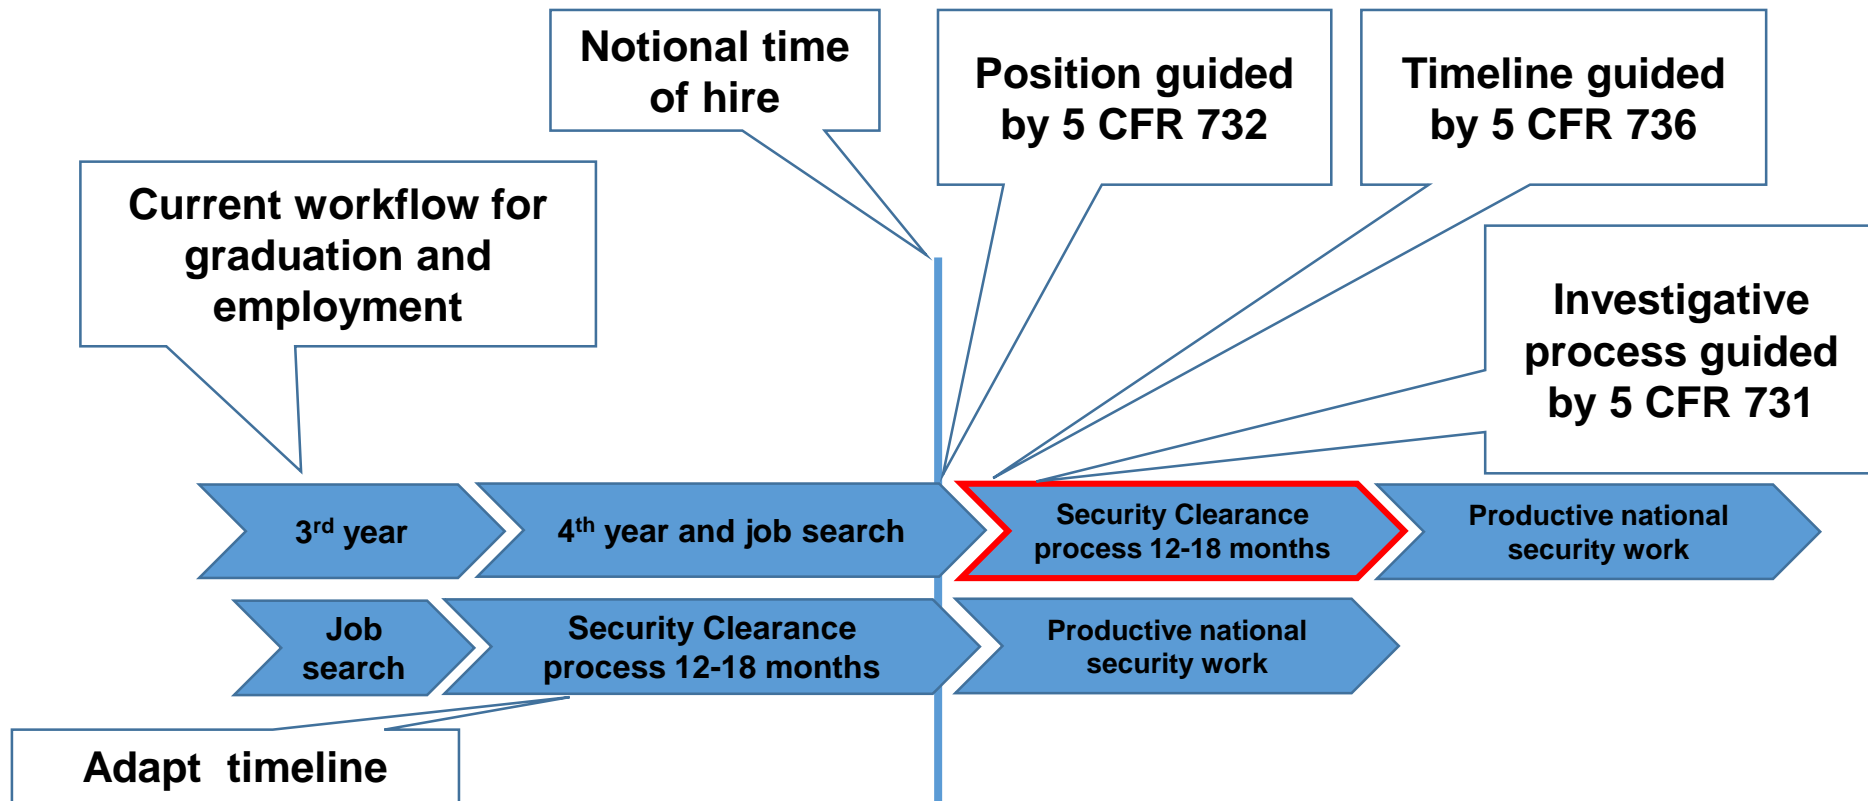 Notional time
of hire
Position guided
by 5 CFR 732
Timeline guided
by 5 CFR 736
Current workflow for
graduation and
employment
Investigative
process guided
by 5 CFR 731
3rd year
4th year and job search
Security Clearance
process 12-18 months
Productive national
security work
Job
search
Security Clearance
process 12-18 months
Productive national
security work
Adapt timeline